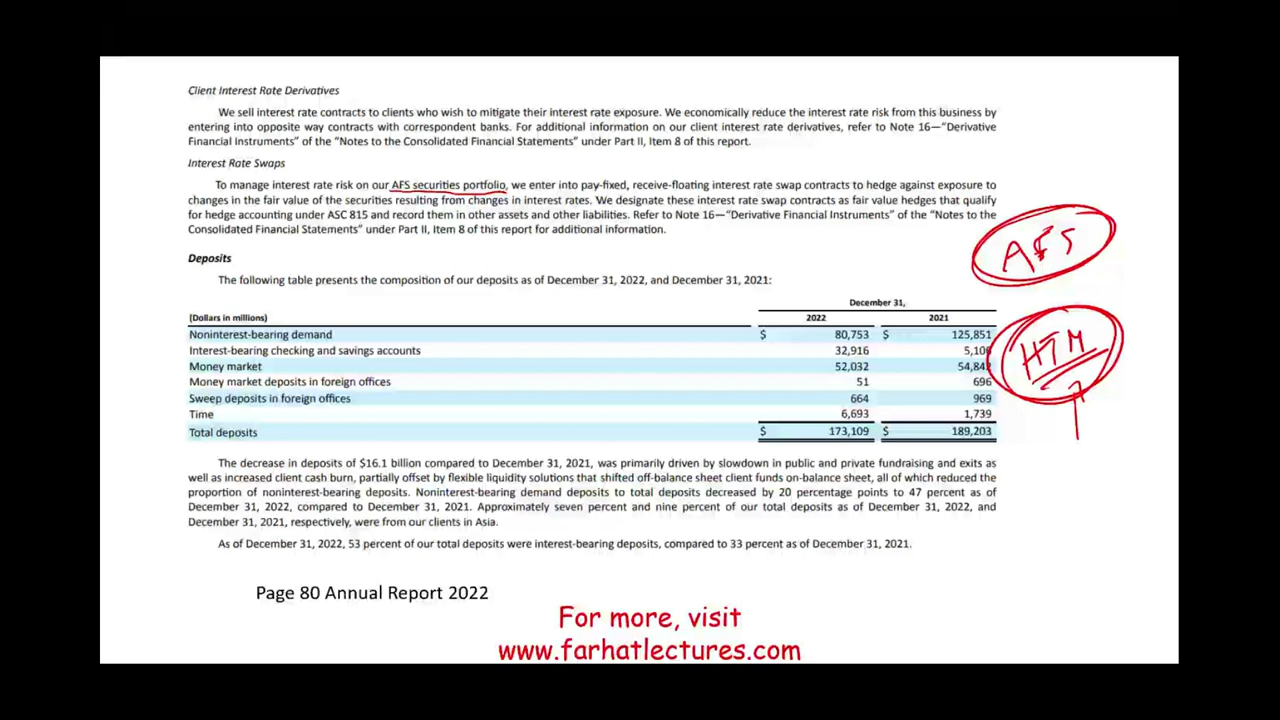 Client Interest Rate Derivatives
We sell interest rate contracts to clients who wish to mitigate their interest rate exposure. We economically reduce the interest rate risk from this business by
entering into opposite way contracts with correspondent banks. For additional information on our client interest rate derivatives, refer to Note 16—“Derivative
Financial Instruments” of the “Notes to the Consolidated Financial Statements” under Part II, Item 8 of this report.
Interest Rate Swaps
To manage interest rate risk on our AFS securities portfolio, we enter into pay-fixed, receive-floating interest rate swap contracts to hedge against exposure to
changes in the fair value of the securities resulting from changes in interest rates. We designate these interest rate swap contracts as fair value hedges that qualify
for hedge accounting under ASC 815 and record them in other assets and other liabilities. Refer to Note 16—“Derivative Financial Instruments” of the “Notes to the
Consolidated Financial Statements” under Part II, Item 8 of this report for additional information.
AFS
Deposits
The following table presents the composition of our deposits as of December 31, 2022, and December 31, 2021:
December 31,
(Dollars in millions) 2022 2021
Noninterest-bearing demand $ 80,753 $ 125,851
Interest-bearing checking and savings accounts 32,916
HTM
Money market 52,032
Money market deposits in foreign offices 51 696
Sweep deposits in foreign offices 664 969
Time 6,693 1,739
Total deposits $ 173,109 $ 189,203
The decrease in deposits of $16.1 billion compared to December 31, 2021, was primarily driven by slowdown in public and private fundraising and exits as
well as increased client cash burn, partially offset by flexible liquidity solutions that shifted off-balance sheet client funds on-balance sheet, all of which reduced the
proportion of noninterest-bearing deposits. Noninterest-bearing demand deposits to total deposits decreased by 20 percentage points to 47 percent as of
December 31, 2022, compared to December 31, 2021. Approximately seven percent and nine percent of our total deposits as of December 31, 2022, and
December 31, 2021, respectively, were from our clients in Asia.
As of December 31, 2022, 53 percent of our total deposits were interest-bearing deposits, compared to 33 percent as of December 31, 2021.
Page 80 Annual Report 2022
For more, visit
www.farhatlectures.com